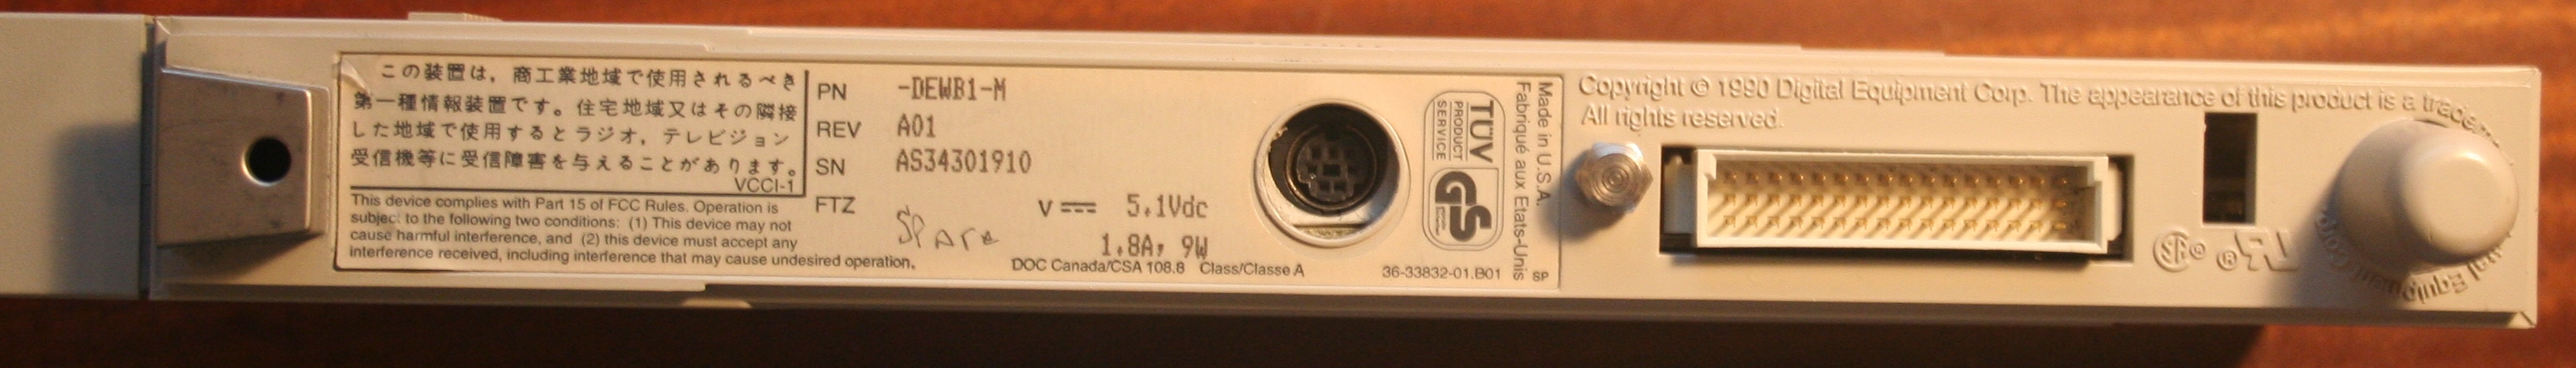 この装置は，商工業地域で使用されるべき
第一種情報装置です。住宅地域又はその隣接
した地域で使用するとラジオ，テレビジョン
受信機等に受信障害を与えることがあります。
VCCI-1
This device complies with Part 15 of FCC Rules. Operation is
subject to the following two conditions: (1) This device may not
cause harmful interference, and (2) this device must accept any
interference received, including interference that may cause undesired operation.
PN -DEWB1-M
REV A01
SN AS34301910
FTZ
Spare
V 5.1Vdc
1.8A, 9W
DOC Canada/CSA 108.8 Class/Classe A
36-33832-01.B01
TÜV
PRODUCT
SERVICE
GS
Made in U.S.A.
Fabriqué aux Etats-Unis
SP
Copyright © 1990 Digital Equipment Corp. The appearance of this product is a
All rights reserved.
Equipment Corp